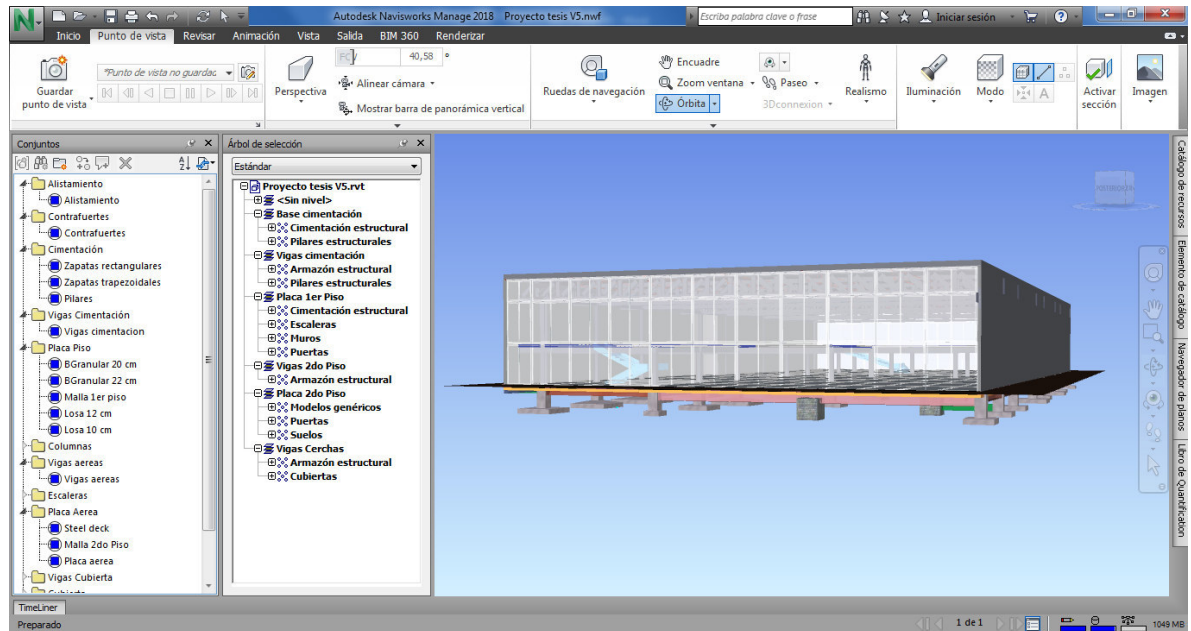 Autodesk Navisworks Manage 2018 Proyecto tesis V5.nwf
Escriba palabra clave o frase
Iniciar sesión
Inicio Punto de vista Revisar Animación Vista Salida BIM 360 Renderizar
Guardar punto de vista
*Punto de vista no guardac
Perspectiva
FOV 40,58 °
Alinear cámara
Mostrar barra de panorámica vertical
Ruedas de navegación
Encuadre
Zoom ventana
Órbita
Paseo
3Dconnexion
Realismo
Iluminación
Modo
Activar sección
Imagen
Conjuntos
Alistamiento
Alistamiento
Contrafuertes
Contrafuertes
Cimentación
Zapatas rectangulares
Zapatas trapezoidales
Pilares
Vigas Cimentación
Vigas cimentacion
Placa Piso
BGranular 20 cm
BGranular 22 cm
Malla 1er piso
Losa 12 cm
Losa 10 cm
Columnas
Vigas aereas
Vigas aereas
Escaleras
Placa Aerea
Steel deck
Malla 2do Piso
Placa aerea
Vigas Cubierta
Árbol de selección
Estándar
Proyecto tesis V5.rvt
<Sin nivel>
Base cimentación
Cimentación estructural
Pilares estructurales
Vigas cimentación
Armazón estructural
Pilares estructurales
Placa 1er Piso
Cimentación estructural
Escaleras
Muros
Puertas
Vigas 2do Piso
Armazón estructural
Placa 2do Piso
Modelos genéricos
Puertas
Suelos
Vigas Cerchas
Armazón estructural
Cubiertas
Catálogo de recursos
Elemento de catálogo
Navegador de planos
Libro de Quantification
TimeLiner
Preparado
1 de 1
1049 MB